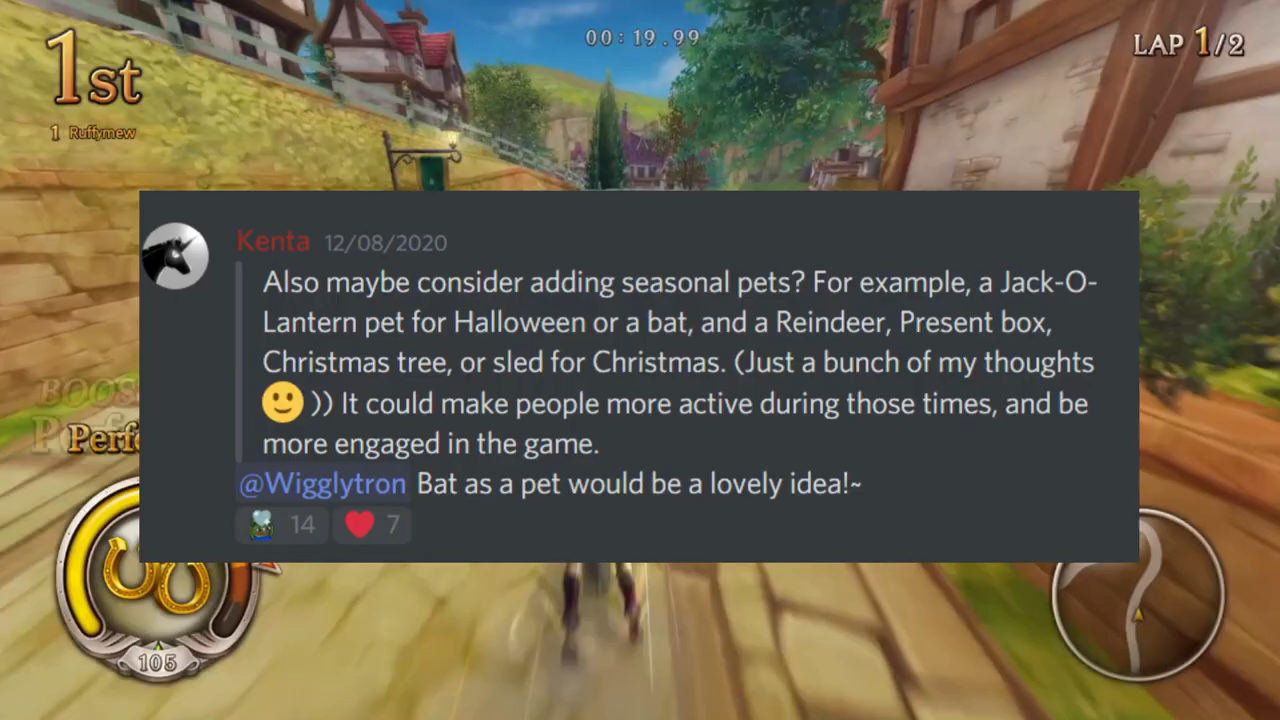 1st
1 Ruffymew
00:19.99
LAP 1/2
Kenta 12/08/2020
Also maybe consider adding seasonal pets? For example, a Jack-O-
Lantern pet for Halloween or a bat, and a Reindeer, Present box,
Christmas tree, or sled for Christmas. (Just a bunch of my thoughts
🙂 )) It could make people more active during those times, and be
more engaged in the game.
@Wigglytron Bat as a pet would be a lovely idea!~
14 7
105